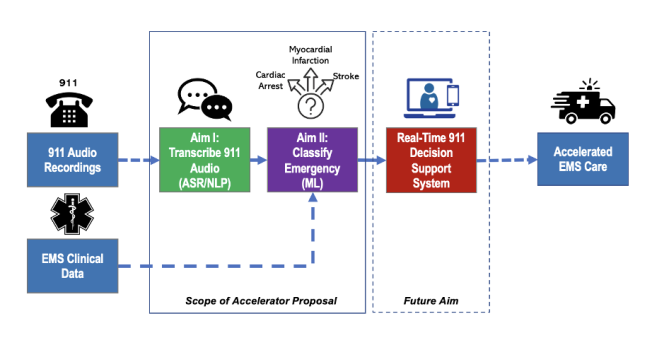 911
911 Audio
Recordings
EMS Clinical
Data
Aim I:
Transcribe 911
Audio
(ASR/NLP)
Myocardial
Infarction
Cardiac
Arrest
Stroke
?
Aim II:
Classify
Emergency
(ML)
Scope of Accelerator Proposal
Real-Time 911
Decision
Support
System
Future Aim
Accelerated
EMS Care